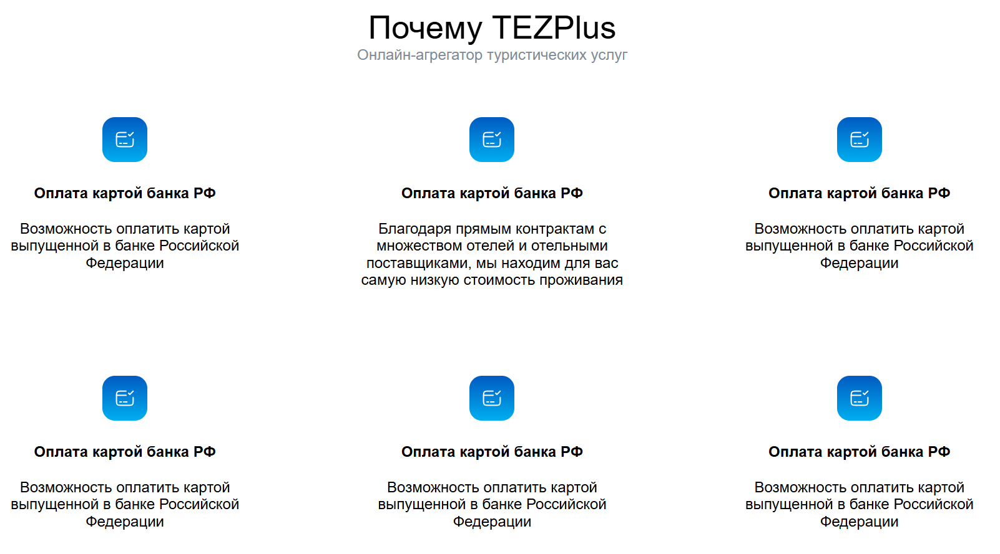 Почему TEZPlus
Онлайн-агрегатор туристических услуг
Оплата картой банка РФ
Возможность оплатить картой
выпущенной в банке Российской
Федерации
Оплата картой банка РФ
Благодаря прямым контрактам с
множеством отелей и отельными
поставщиками, мы находим для вас
самую низкую стоимость проживания
Оплата картой банка РФ
Возможность оплатить картой
выпущенной в банке Российской
Федерации
Оплата картой банка РФ
Возможность оплатить картой
выпущенной в банке Российской
Федерации
Оплата картой банка РФ
Возможность оплатить картой
выпущенной в банке Российской
Федерации
Оплата картой банка РФ
Возможность оплатить картой
выпущенной в банке Российской
Федерации